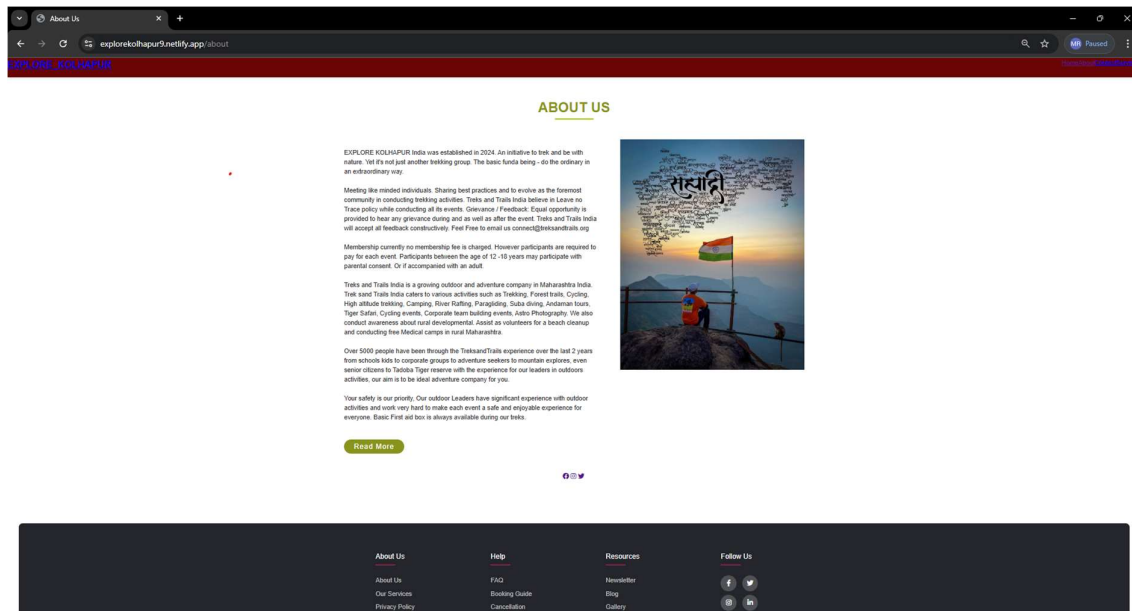 About Us
explorekolhapur9.netlify.app/about
MR Paused
EXPLORE_KOLHAPUR
ABOUT US
EXPLORE KOLHAPUR India was established in 2024. An initiative to trek and be with
nature. Yet it's not just another trekking group. The basic funda being - do the ordinary in
an extraordinary way.
Meeting like minded individuals. Sharing best practices and to evolve as the foremost
community in conducting trekking activities. Treks and Trails India believe in Leave no
Trace policy while conducting all its events. Grievance / Feedback: Equal opportunity is
provided to hear any grievance during and as well as after the event. Treks and Trails India
will accept all feedback constructively. Feel Free to email us connect@treksandtrails.org
Membership currently no membership fee is charged. However participants are required to
pay for each event. Participants between the age of 12 -18 years may participate with
parental consent. Or if accompanied with an adult.
Treks and Trails India is a growing outdoor and adventure company in Maharashtra India.
Trek sand Trails India caters to various activities such as Trekking, Forest trails, Cycling,
High altitude trekking, Camping, River Rafting, Paragliding, Suba diving, Andaman tours,
Tiger Safari, Cycling events, Corporate team building events, Astro Photography. We also
conduct awareness about rural developmental. Assist as volunteers for a beach cleanup
and conducting free Medical camps in rural Maharashtra.
Over 5000 people have been through the TreksandTrails experience over the last 2 years
from schools kids to corporate groups to adventure seekers to mountain explores, even
senior citizens to Tadoba Tiger reserve with the experience for our leaders in outdoors
activities, our aim is to be ideal adventure company for you.
Your safety is our priority, Our outdoor Leaders have significant experience with outdoor
activities and work very hard to make each event a safe and enjoyable experience for
everyone. Basic First aid box is always available during our treks.
Read More
सह्याद्री
About Us
Help
Resources
Follow Us
About Us
FAQ
Newsletter
Our Services
Booking Guide
Blog
Privacy Policy
Cancellation
Gallery